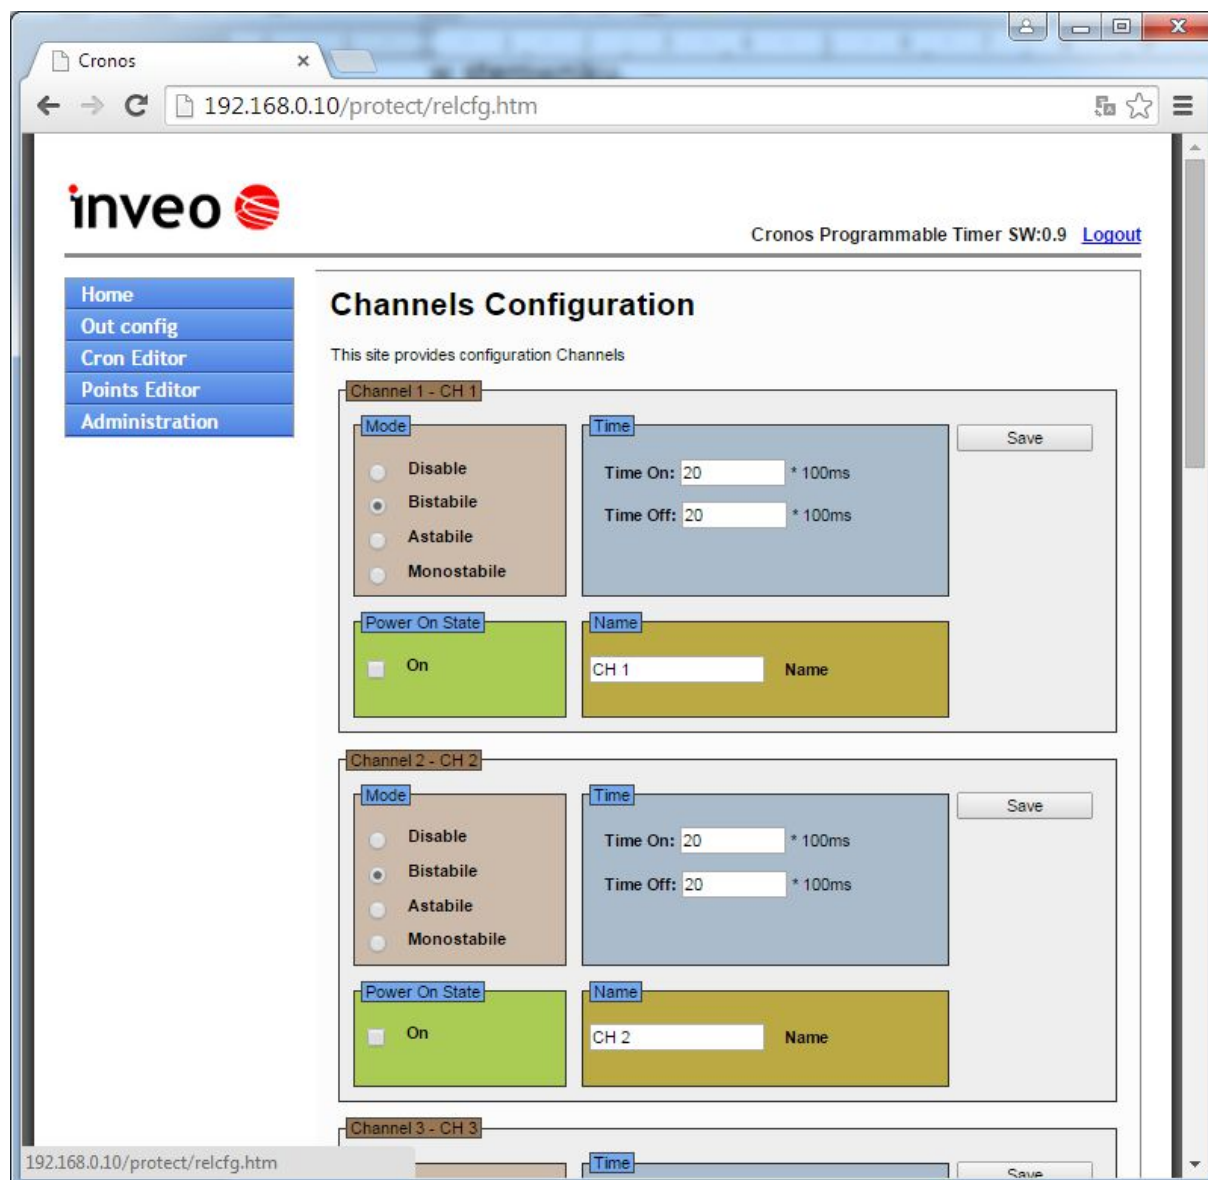 Cronos
192.168.0.10/protect/relcfg.htm
inveo
Cronos Programmable Timer SW:0.9 Logout
Home
Out config
Cron Editor
Points Editor
Administration
Channels Configuration
This site provides configuration Channels
Channel 1 - CH 1
Mode
Disable
Bistabile
Astabile
Monostabile
Time
Time On: 20 * 100ms
Time Off: 20 * 100ms
Save
Power On State
On
Name
CH 1 Name
Channel 2 - CH 2
Mode
Disable
Bistabile
Astabile
Monostabile
Time
Time On: 20 * 100ms
Time Off: 20 * 100ms
Save
Power On State
On
Name
CH 2 Name
Channel 3 - CH 3
Time
Save
192.168.0.10/protect/relcfg.htm